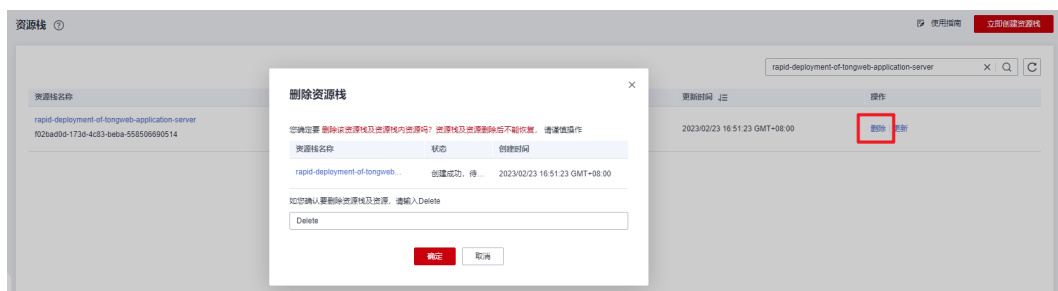 资源栈
使用指南
立即创建资源栈
rapid-deployment-of-tongweb-application-server
资源栈名称
更新时间
操作
rapid-deployment-of-tongweb-application-server
f02bad0d-173d-4c83-beba-558506690514
2023/02/23 16:51:23 GMT+08:00
删除
更新
删除资源栈
您确定要 删除该资源栈及资源栈内资源吗？资源栈及资源删除后不能恢复， 请谨慎操作
资源栈名称
状态
创建时间
rapid-deployment-of-tongweb...
创建成功，待...
2023/02/23 16:51:23 GMT+08:00
如您确认要删除资源栈及资源，请输入Delete
Delete
确定
取消